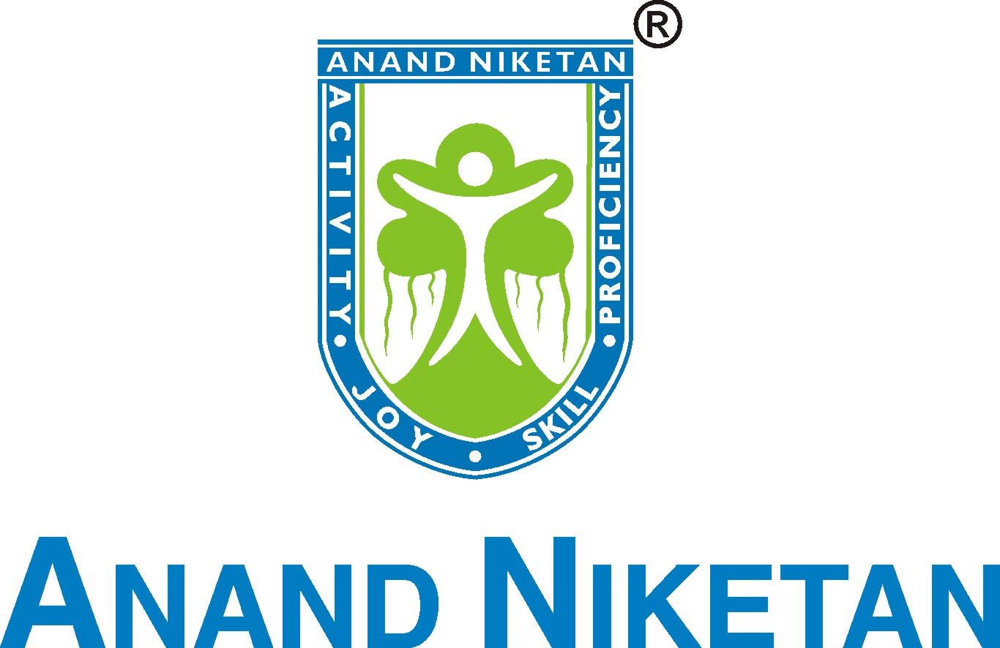 ®
ANAND NIKETAN
ACTIVITY • JOY • SKILL • PROFICIENCY
ANAND NIKETAN